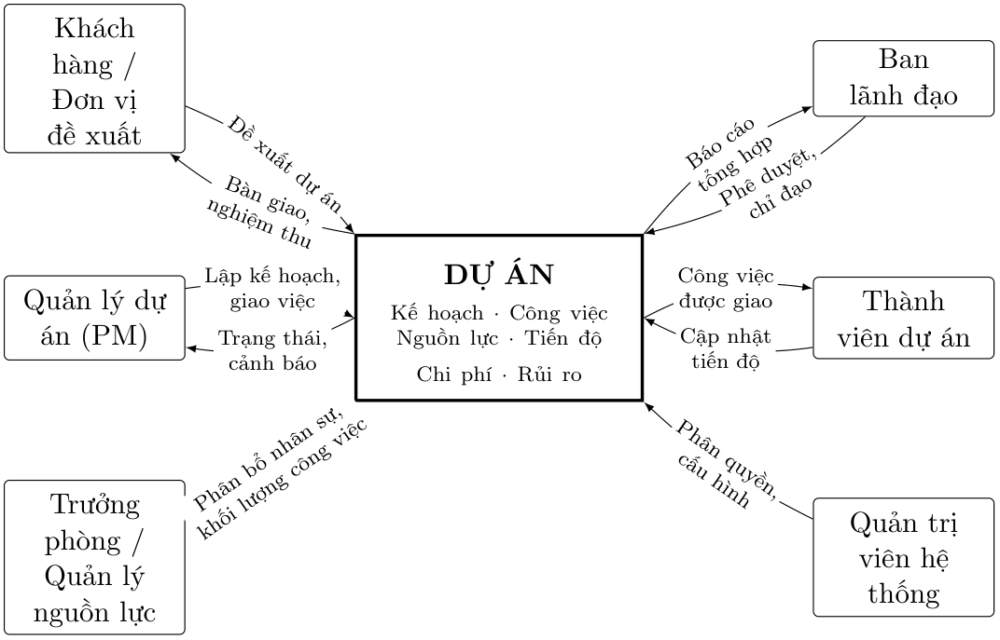 Khách
hàng /
Đơn vị
đề xuất
Ban
lãnh đạo
Đề xuất dự án
Bàn giao,
nghiệm thu
Báo cáo
tổng hợp
Phê duyệt,
chỉ đạo
Quản lý dự
án (PM)
Lập kế hoạch,
giao việc
Trạng thái,
cảnh báo
DỰ ÁN
Kế hoạch · Công việc
Nguồn lực · Tiến độ
Chi phí · Rủi ro
Công việc
được giao
Cập nhật
tiến độ
Thành
viên dự án
Phân bổ nhân sự,
khối lượng công việc
Phân quyền,
cấu hình
Trưởng
phòng /
Quản lý
nguồn lực
Quản trị
viên hệ
thống